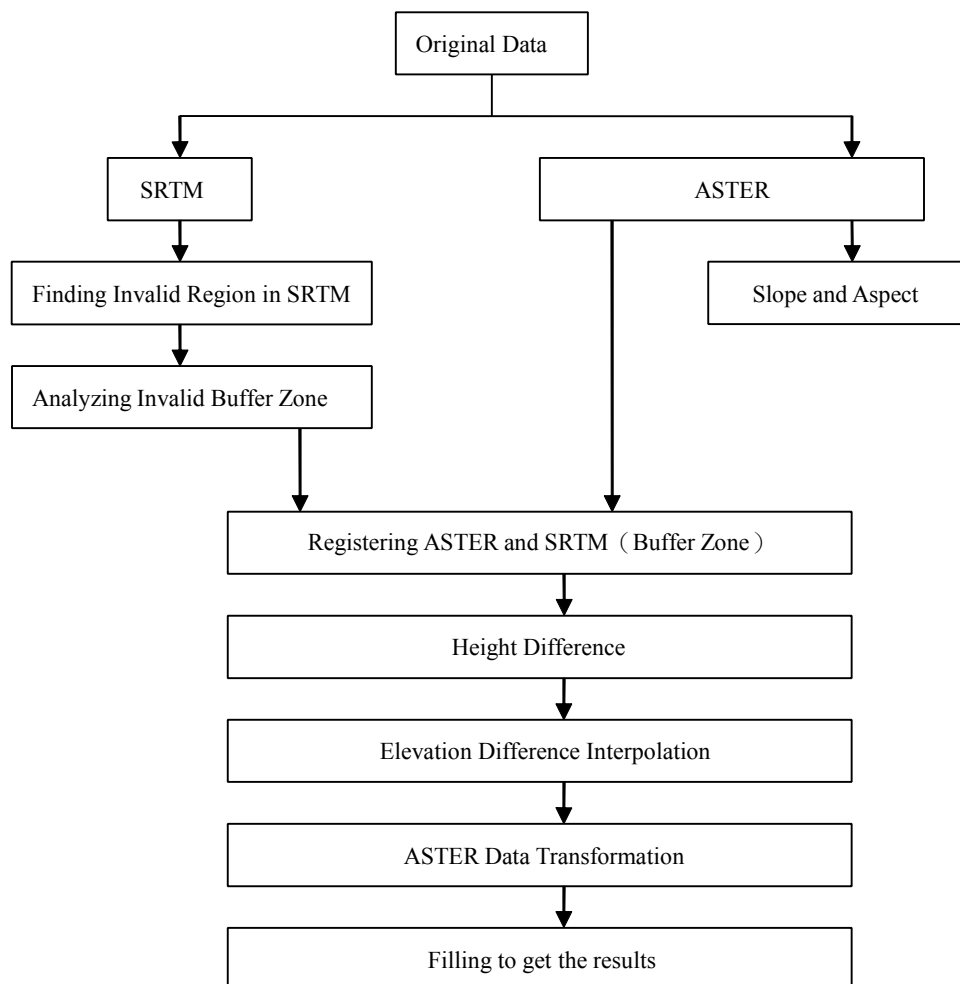 Original Data
SRTM
ASTER
Finding Invalid Region in SRTM
Slope and Aspect
Analyzing Invalid Buffer Zone
Registering ASTER and SRTM（Buffer Zone）
Height Difference
Elevation Difference Interpolation
ASTER Data Transformation
Filling to get the results